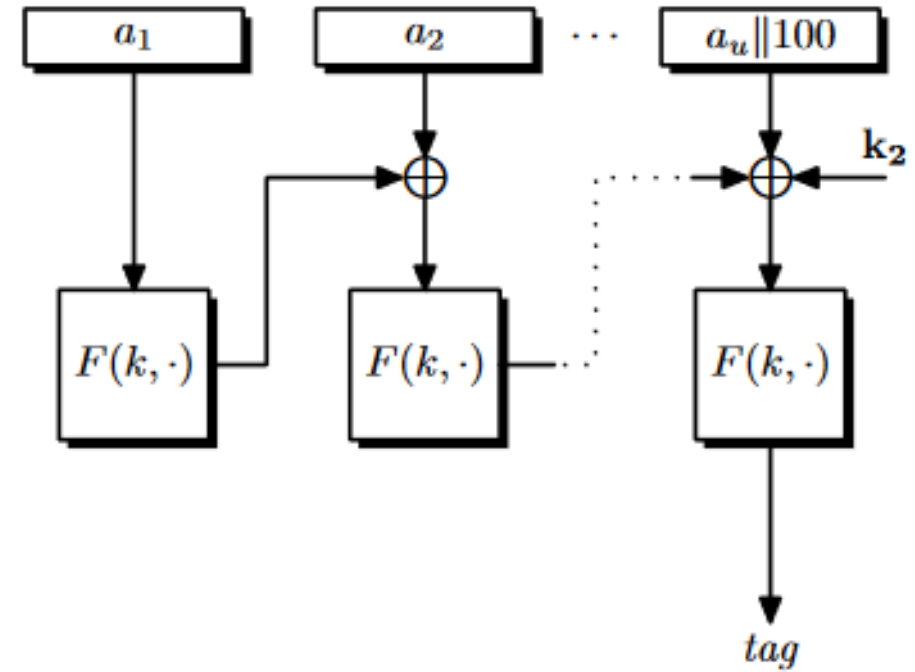 a₁ a₂ ··· aᵤ∥100
k₂
F(k, ·) F(k, ·) F(k, ·)
tag